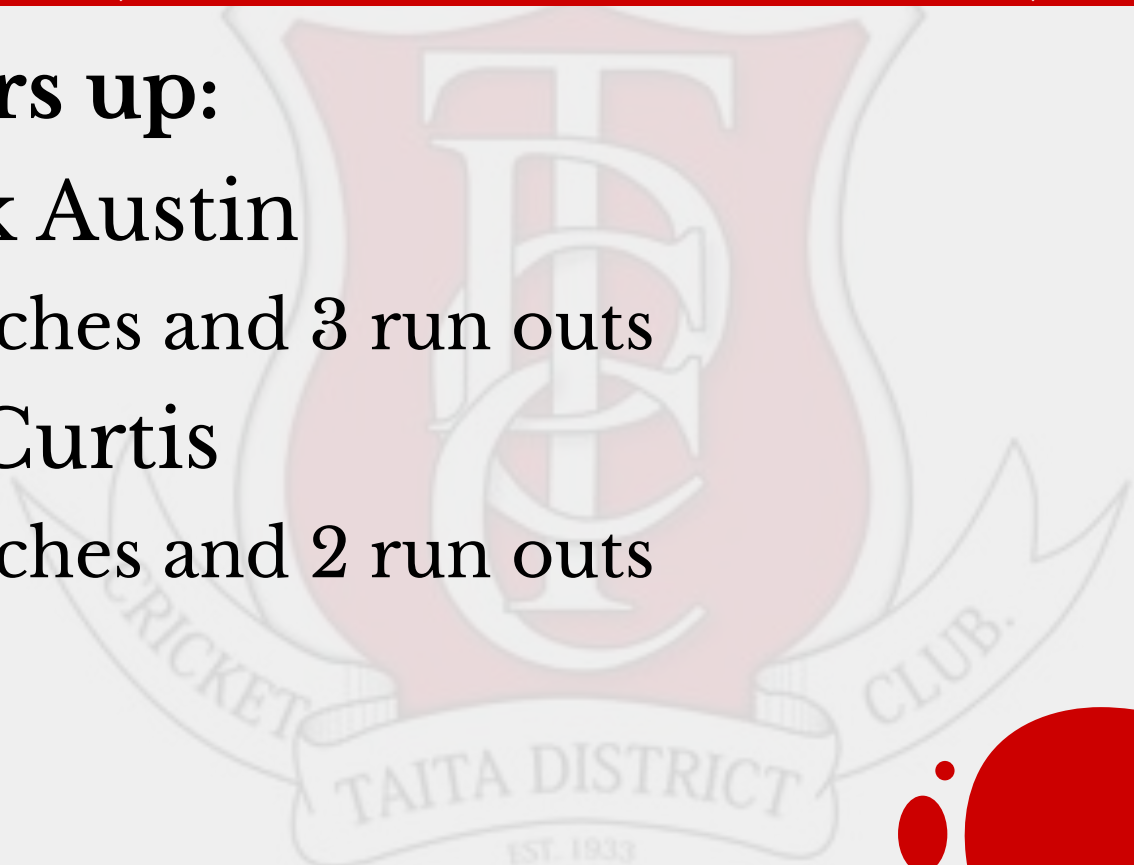 rs up:
k Austin
ches and 3 run outs
Curtis
ches and 2 run outs
CRICKET
CLUB.
TAITA DISTRICT
EST. 1933